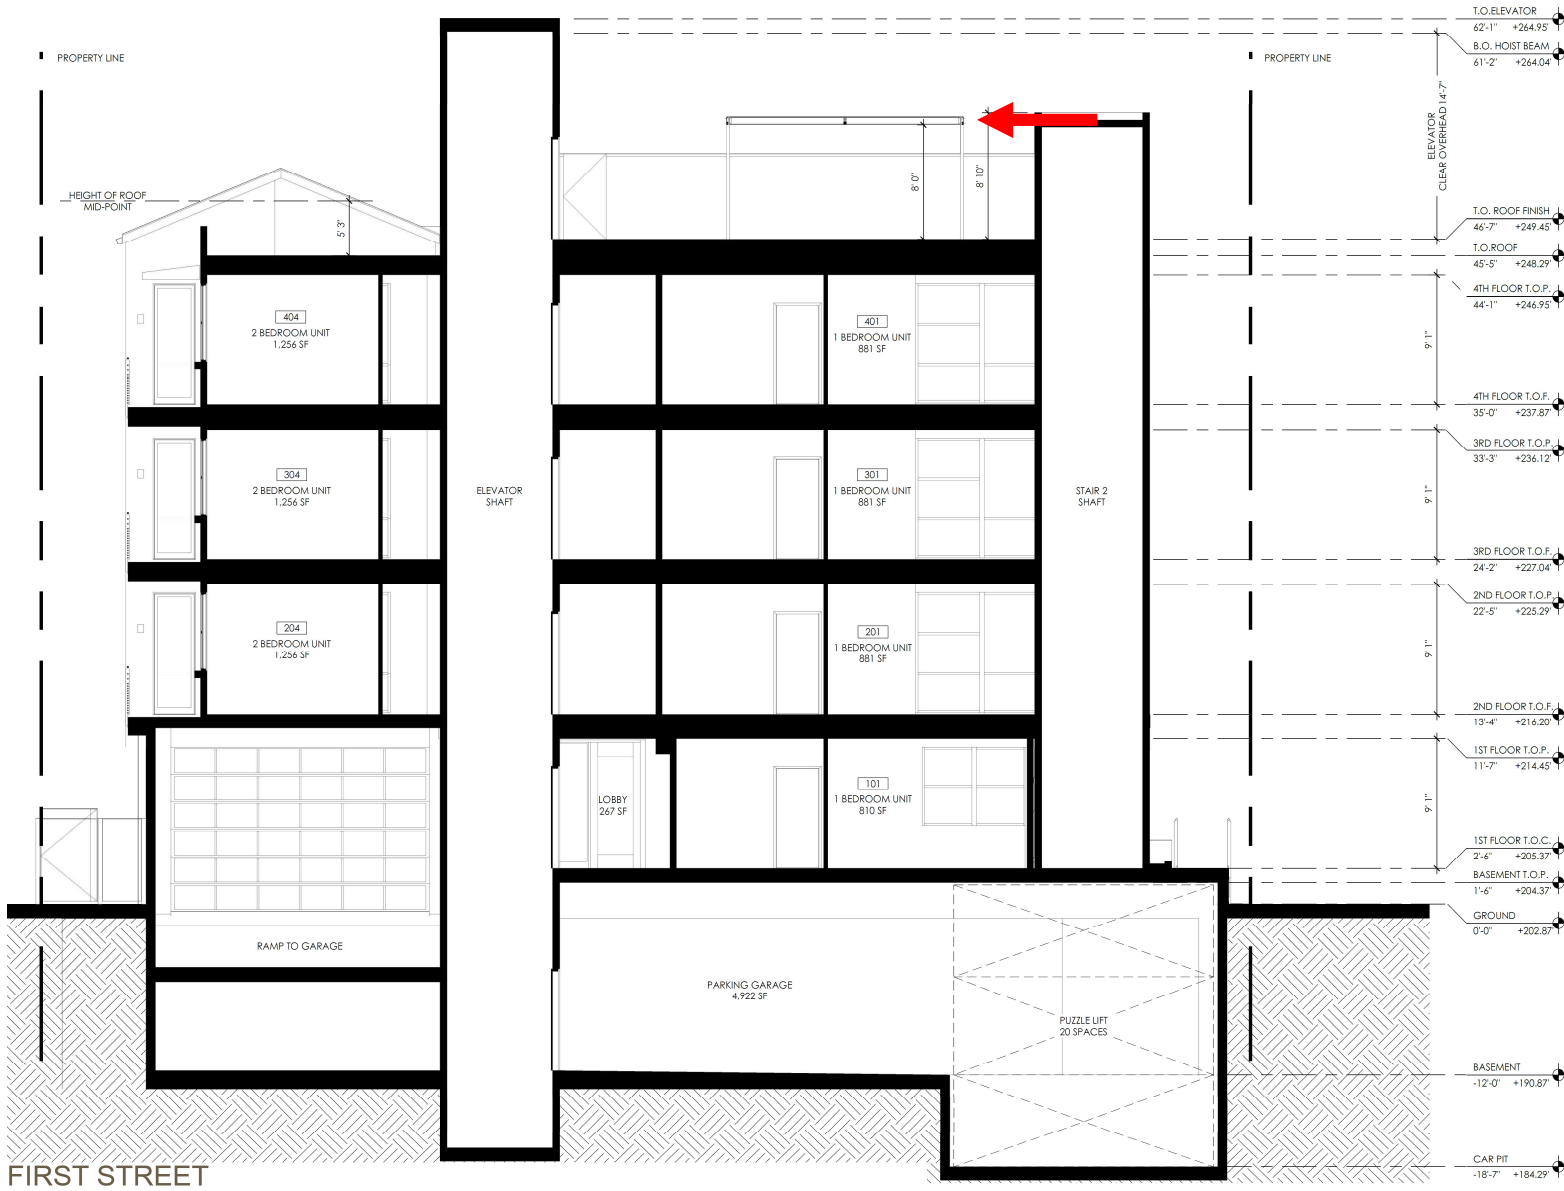 T.O.ELEVATOR
62'-1" +264.95'
B.O. HOIST BEAM
61'-2" +264.04'
PROPERTY LINE
PROPERTY LINE
ELEVATOR
CLEAR OVERHEAD 14'-7"
8' 0"
8' 10"
HEIGHT OF ROOF
MID-POINT
5' 3"
T.O. ROOF FINISH
46'-7" +249.45'
T.O.ROOF
45'-5" +248.29'
4TH FLOOR T.O.P.
44'-1" +246.95'
404
2 BEDROOM UNIT
1,256 SF
401
1 BEDROOM UNIT
881 SF
9' 1"
4TH FLOOR T.O.F.
35'-0" +237.87'
3RD FLOOR T.O.P.
33'-3" +236.12'
304
2 BEDROOM UNIT
1,256 SF
ELEVATOR
SHAFT
301
1 BEDROOM UNIT
881 SF
STAIR 2
SHAFT
9' 1"
3RD FLOOR T.O.F.
24'-2" +227.04'
2ND FLOOR T.O.P.
22'-5" +225.29'
204
2 BEDROOM UNIT
1,256 SF
201
1 BEDROOM UNIT
881 SF
9' 1"
2ND FLOOR T.O.F.
13'-4" +216.20'
1ST FLOOR T.O.P.
11'-7" +214.45'
LOBBY
267 SF
101
1 BEDROOM UNIT
810 SF
9' 1"
1ST FLOOR T.O.C.
2'-6" +205.37'
BASEMENT T.O.P.
1'-6" +204.37'
GROUND
0'-0" +202.87'
RAMP TO GARAGE
PARKING GARAGE
4,922 SF
PUZZLE LIFT
20 SPACES
BASEMENT
-12'-0" +190.87'
CAR PIT
-18'-7" +184.29'
FIRST STREET